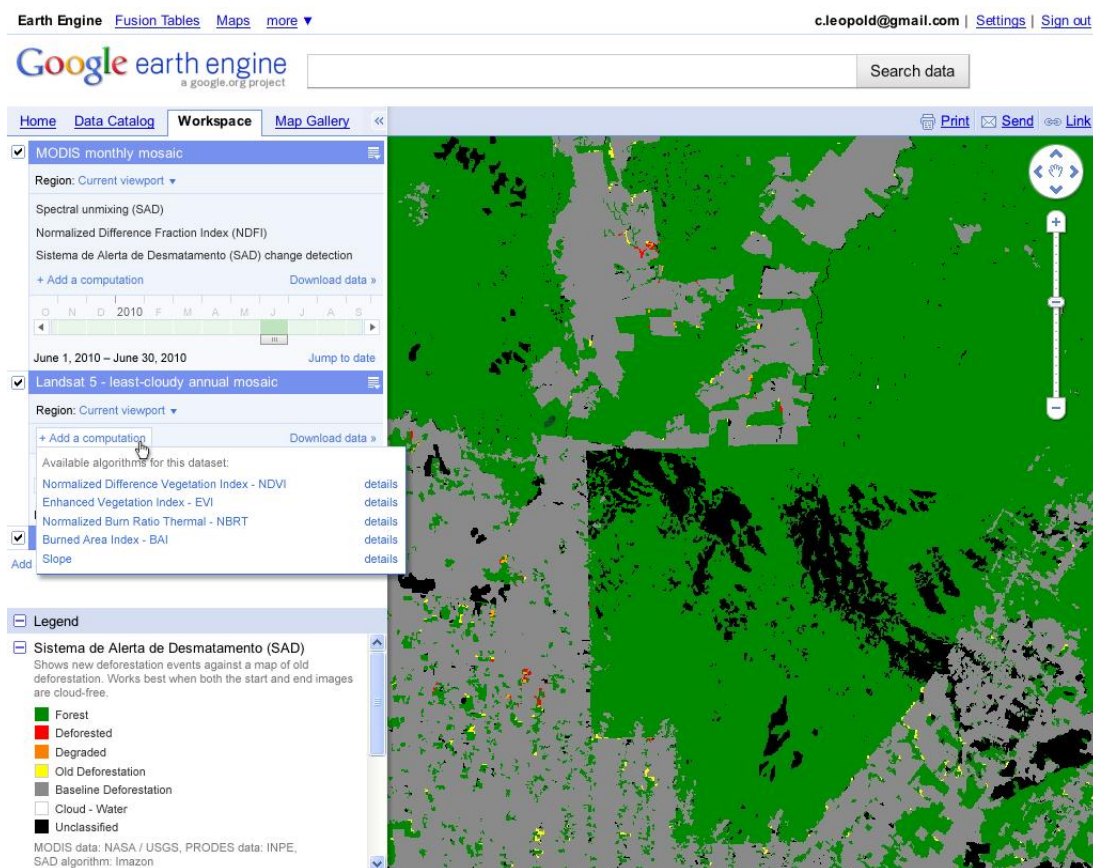 Earth Engine Fusion Tables Maps more ▼ c.leopold@gmail.com | Settings | Sign out
Google earth engine
a google.org project
Search data
Home Data Catalog Workspace Map Gallery «
Print Send Link
MODIS monthly mosaic
Region: Current viewport ▾
Spectral unmixing (SAD)
Normalized Difference Fraction Index (NDFI)
Sistema de Alerta de Desmatamento (SAD) change detection
+ Add a computation Download data »
O N D 2010 F M A M J J A S
June 1, 2010 – June 30, 2010 Jump to date
Landsat 5 - least-cloudy annual mosaic
Region: Current viewport ▾
+ Add a computation Download data »
Available algorithms for this dataset:
Normalized Difference Vegetation Index - NDVI details
Enhanced Vegetation Index - EVI details
Normalized Burn Ratio Thermal - NBRT details
Burned Area Index - BAI details
Slope details
Add
Legend
Sistema de Alerta de Desmatamento (SAD)
Shows new deforestation events against a map of old
deforestation. Works best when both the start and end images
are cloud-free.
Forest
Deforested
Degraded
Old Deforestation
Baseline Deforestation
Cloud - Water
Unclassified
MODIS data: NASA / USGS, PRODES data: INPE,
SAD algorithm: Imazon